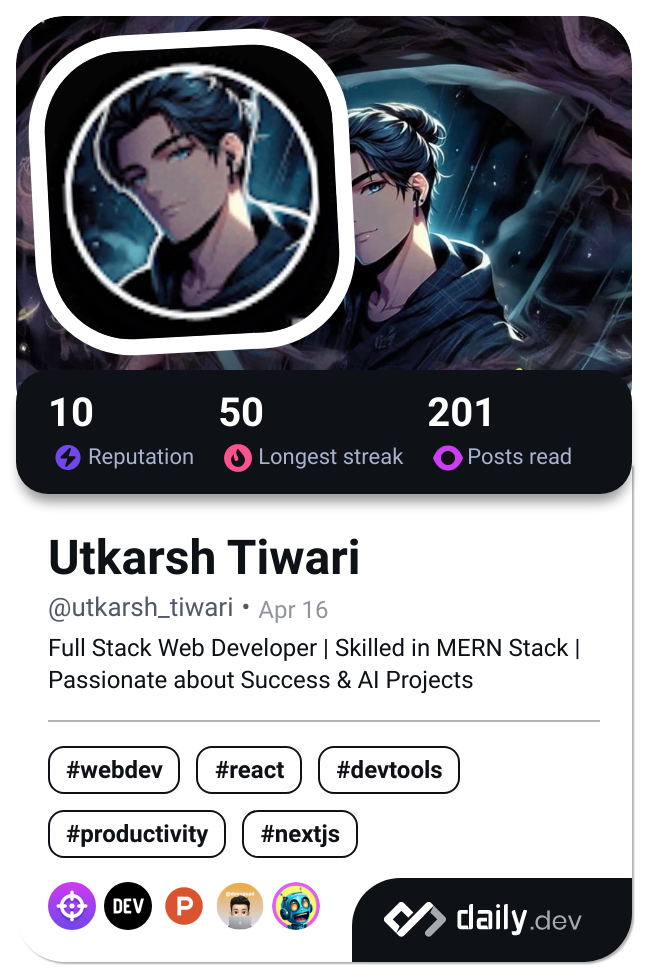 10 50 201
Reputation Longest streak Posts read
Utkarsh Tiwari
@utkarsh_tiwari • Apr 16
Full Stack Web Developer | Skilled in MERN Stack |
Passionate about Success & AI Projects
#webdev #react #devtools
#productivity #nextjs
DEV P
daily.dev